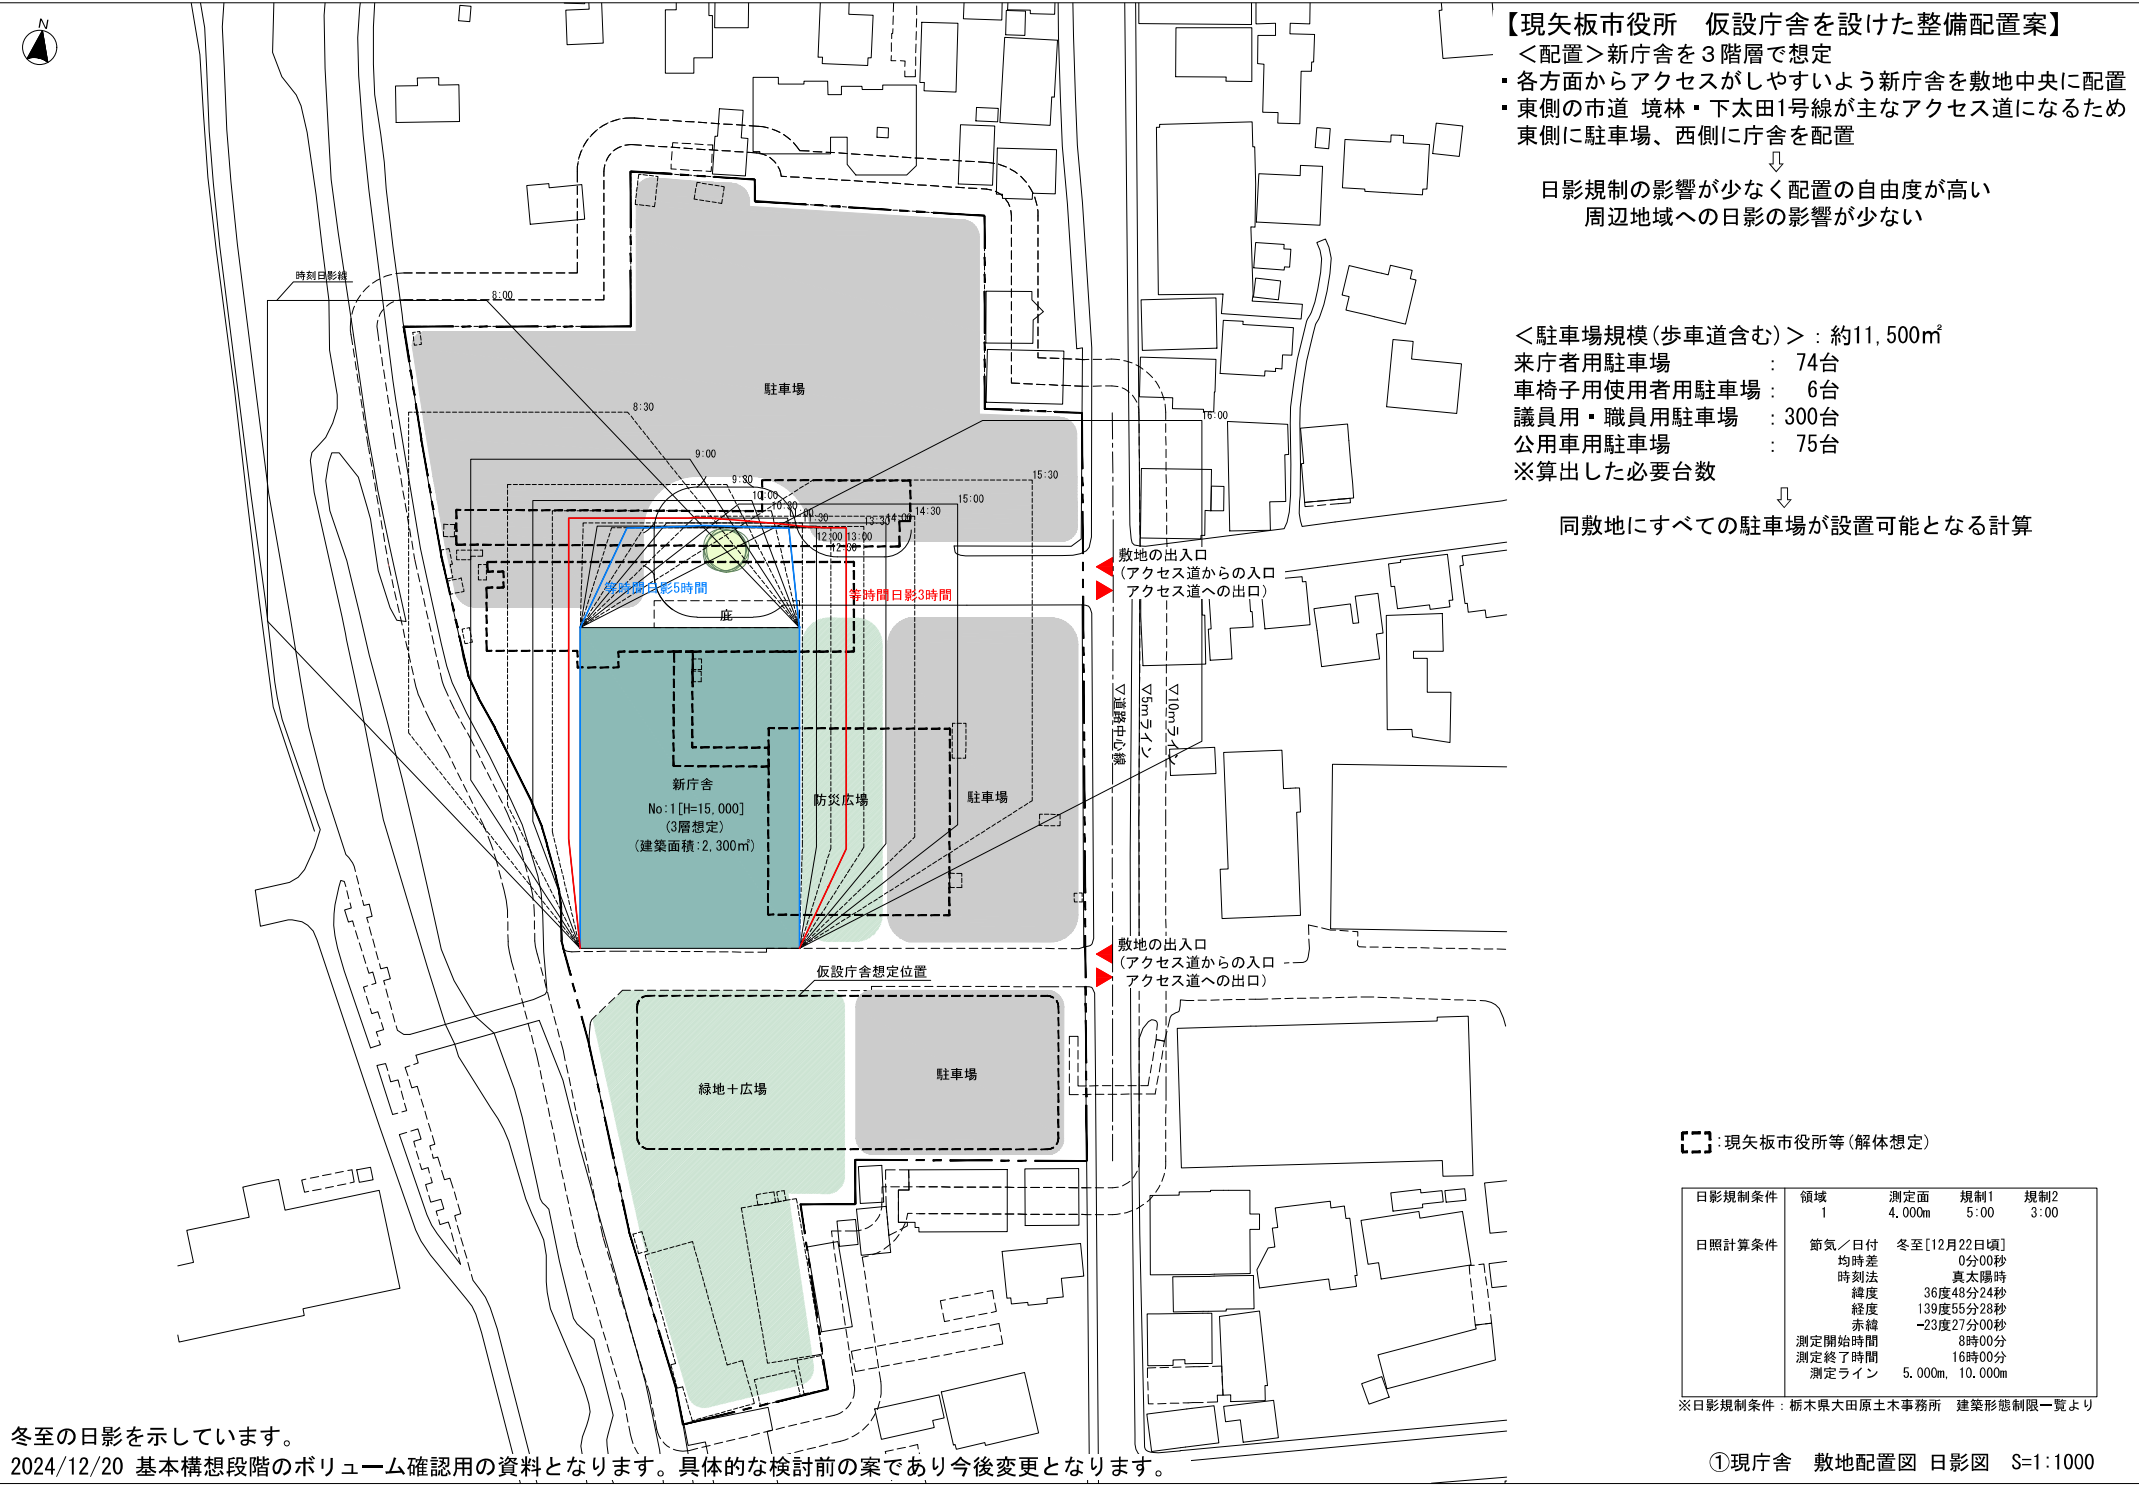 N
【現矢板市役所　仮設庁舎を設けた整備配置案】
＜配置＞新庁舎を３階層で想定
・各方面からアクセスがしやすいよう新庁舎を敷地中央に配置
・東側の市道 境林・下太田1号線が主なアクセス道になるため
東側に駐車場、西側に庁舎を配置
⇩
日影規制の影響が少なく配置の自由度が高い
周辺地域への日影の影響が少ない
＜駐車場規模(歩車道含む)＞：約11,500㎡
来庁者用駐車場　：　74台
車椅子用使用者用駐車場：　6台
議員用・職員用駐車場　：300台
公用車用駐車場　：　75台
※算出した必要台数
⇩
同敷地にすべての駐車場が設置可能となる計算
時刻日影線
8:00
8:30
9:00
9:30
10:00
10:30
11:30
12:00
13:00
13:30
14:00
14:30
15:00
15:30
16:00
駐車場
等時間日影5時間
等時間日影3時間
庇
敷地の出入口
(アクセス道からの入口
アクセス道への出口)
▽道路中心線
▽5mライン
▽10mライン
新庁舎
No:1[H=15,000]
(3層想定)
(建築面積:2,300㎡)
防災広場
駐車場
敷地の出入口
(アクセス道からの入口
アクセス道への出口)
仮設庁舎想定位置
緑地＋広場
駐車場
：現矢板市役所等(解体想定)
日影規制条件　領域　測定面　規制1　規制2
1　4.000m　5:00　3:00
日照計算条件　節気／日付　冬至[12月22日頃]
均時差　0分00秒
時刻法　真太陽時
緯度　36度48分24秒
経度　139度55分28秒
赤緯　-23度27分00秒
測定開始時間　8時00分
測定終了時間　16時00分
測定ライン　5.000m, 10.000m
※日影規制条件：栃木県大田原土木事務所　建築形態制限一覧より
冬至の日影を示しています。
2024/12/20 基本構想段階のボリューム確認用の資料となります。具体的な検討前の案であり今後変更となります。
①現庁舎　敷地配置図 日影図　S=1:1000